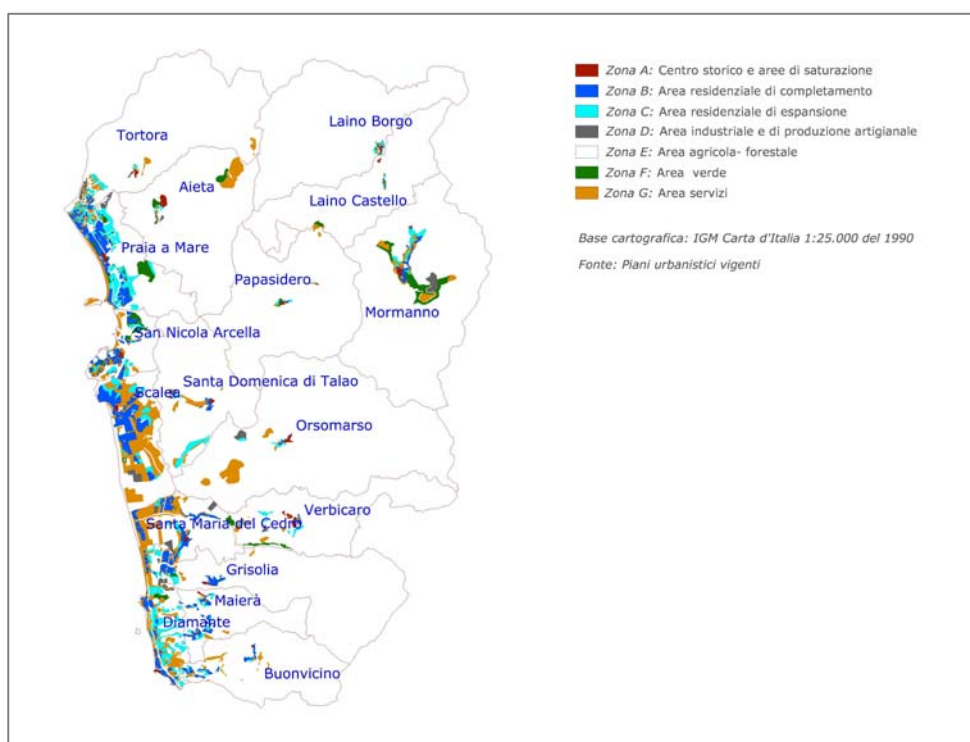 Laino Borgo
Tortora
Aieta
Laino Castello
Praia a Mare
Papasidero
Mormanno
San Nicola Arcella
Santa Domenica di Talao
Scalea
Orsomarso
Verbicaro
Santa Maria del Cedro
Grisolia
Maierà
Diamante
Buonvicino
Zona A: Centro storico e aree di saturazione
Zona B: Area residenziale di completamento
Zona C: Area residenziale di espansione
Zona D: Area industriale e di produzione artigianale
Zona E: Area agricola- forestale
Zona F: Area verde
Zona G: Area servizi
Base cartografica: IGM Carta d'Italia 1:25.000 del 1990
Fonte: Piani urbanistici vigenti